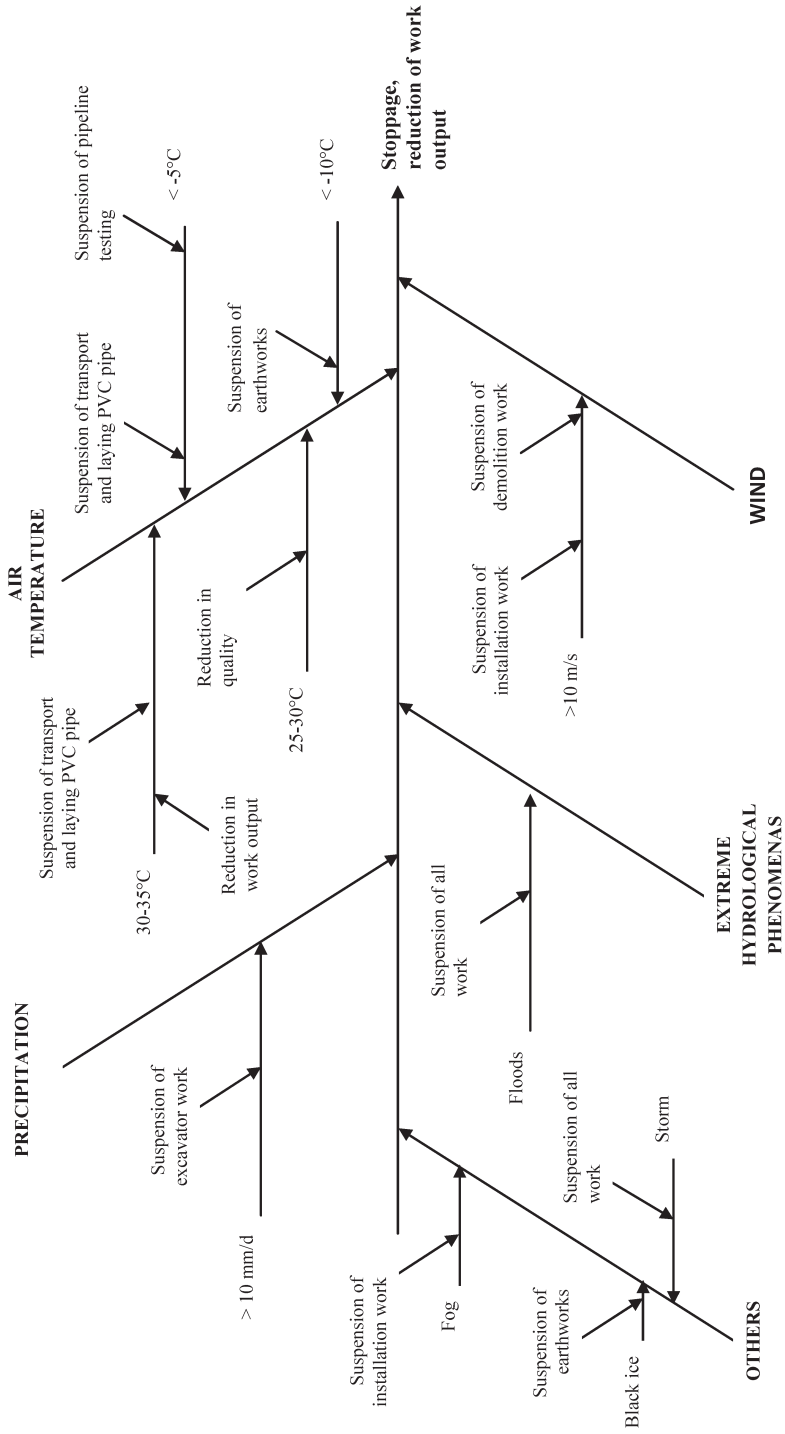 PRECIPITATION
> 10 mm/d
Suspension of
excavator work
AIR
TEMPERATURE
30-35°C
Suspension of transport
and laying PVC pipe
Reduction in
work output
Suspension of transport
and laying PVC pipe
Suspension of pipeline
testing
< -5°C
25-30°C
Reduction in
quality
Suspension of
earthworks
< -10°C
Stoppage,
reduction of work
output
Suspension of
installation work
Fog
Suspension of
earthworks
Black ice
Suspension of all
work
Storm
OTHERS
Suspension of all
work
Floods
EXTREME
HYDROLOGICAL
PHENOMENAS
Suspension of
installation work
Suspension of
demolition work
>10 m/s
WIND